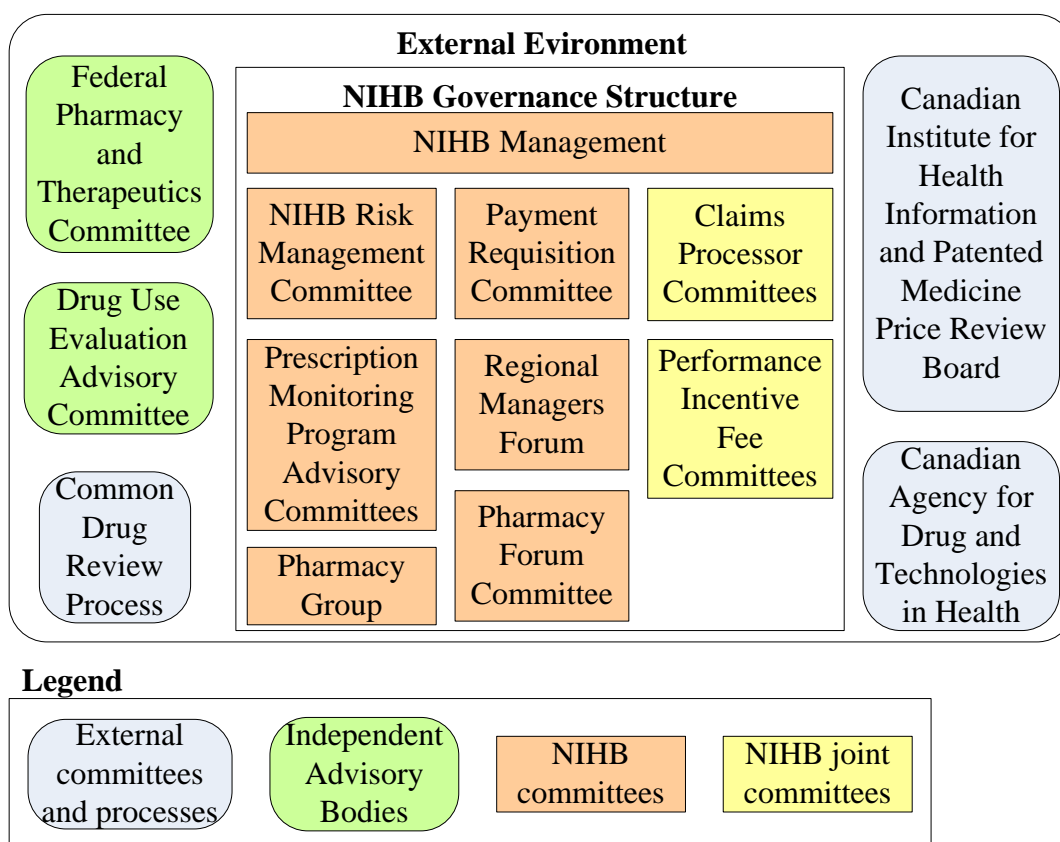 External Evironment
Federal
Pharmacy
and
Therapeutics
Committee
Drug Use
Evaluation
Advisory
Committee
Common
Drug
Review
Process
NIHB Governance Structure
NIHB Management
NIHB Risk
Management
Committee
Payment
Requisition
Committee
Claims
Processor
Committees
Prescription
Monitoring
Program
Advisory
Committees
Regional
Managers
Forum
Performance
Incentive
Fee
Committees
Pharmacy
Group
Pharmacy
Forum
Committee
Canadian
Institute for
Health
Information
and Patented
Medicine
Price Review
Board
Canadian
Agency for
Drug and
Technologies
in Health
Legend
External
committees
and processes
Independent
Advisory
Bodies
NIHB
committees
NIHB joint
committees